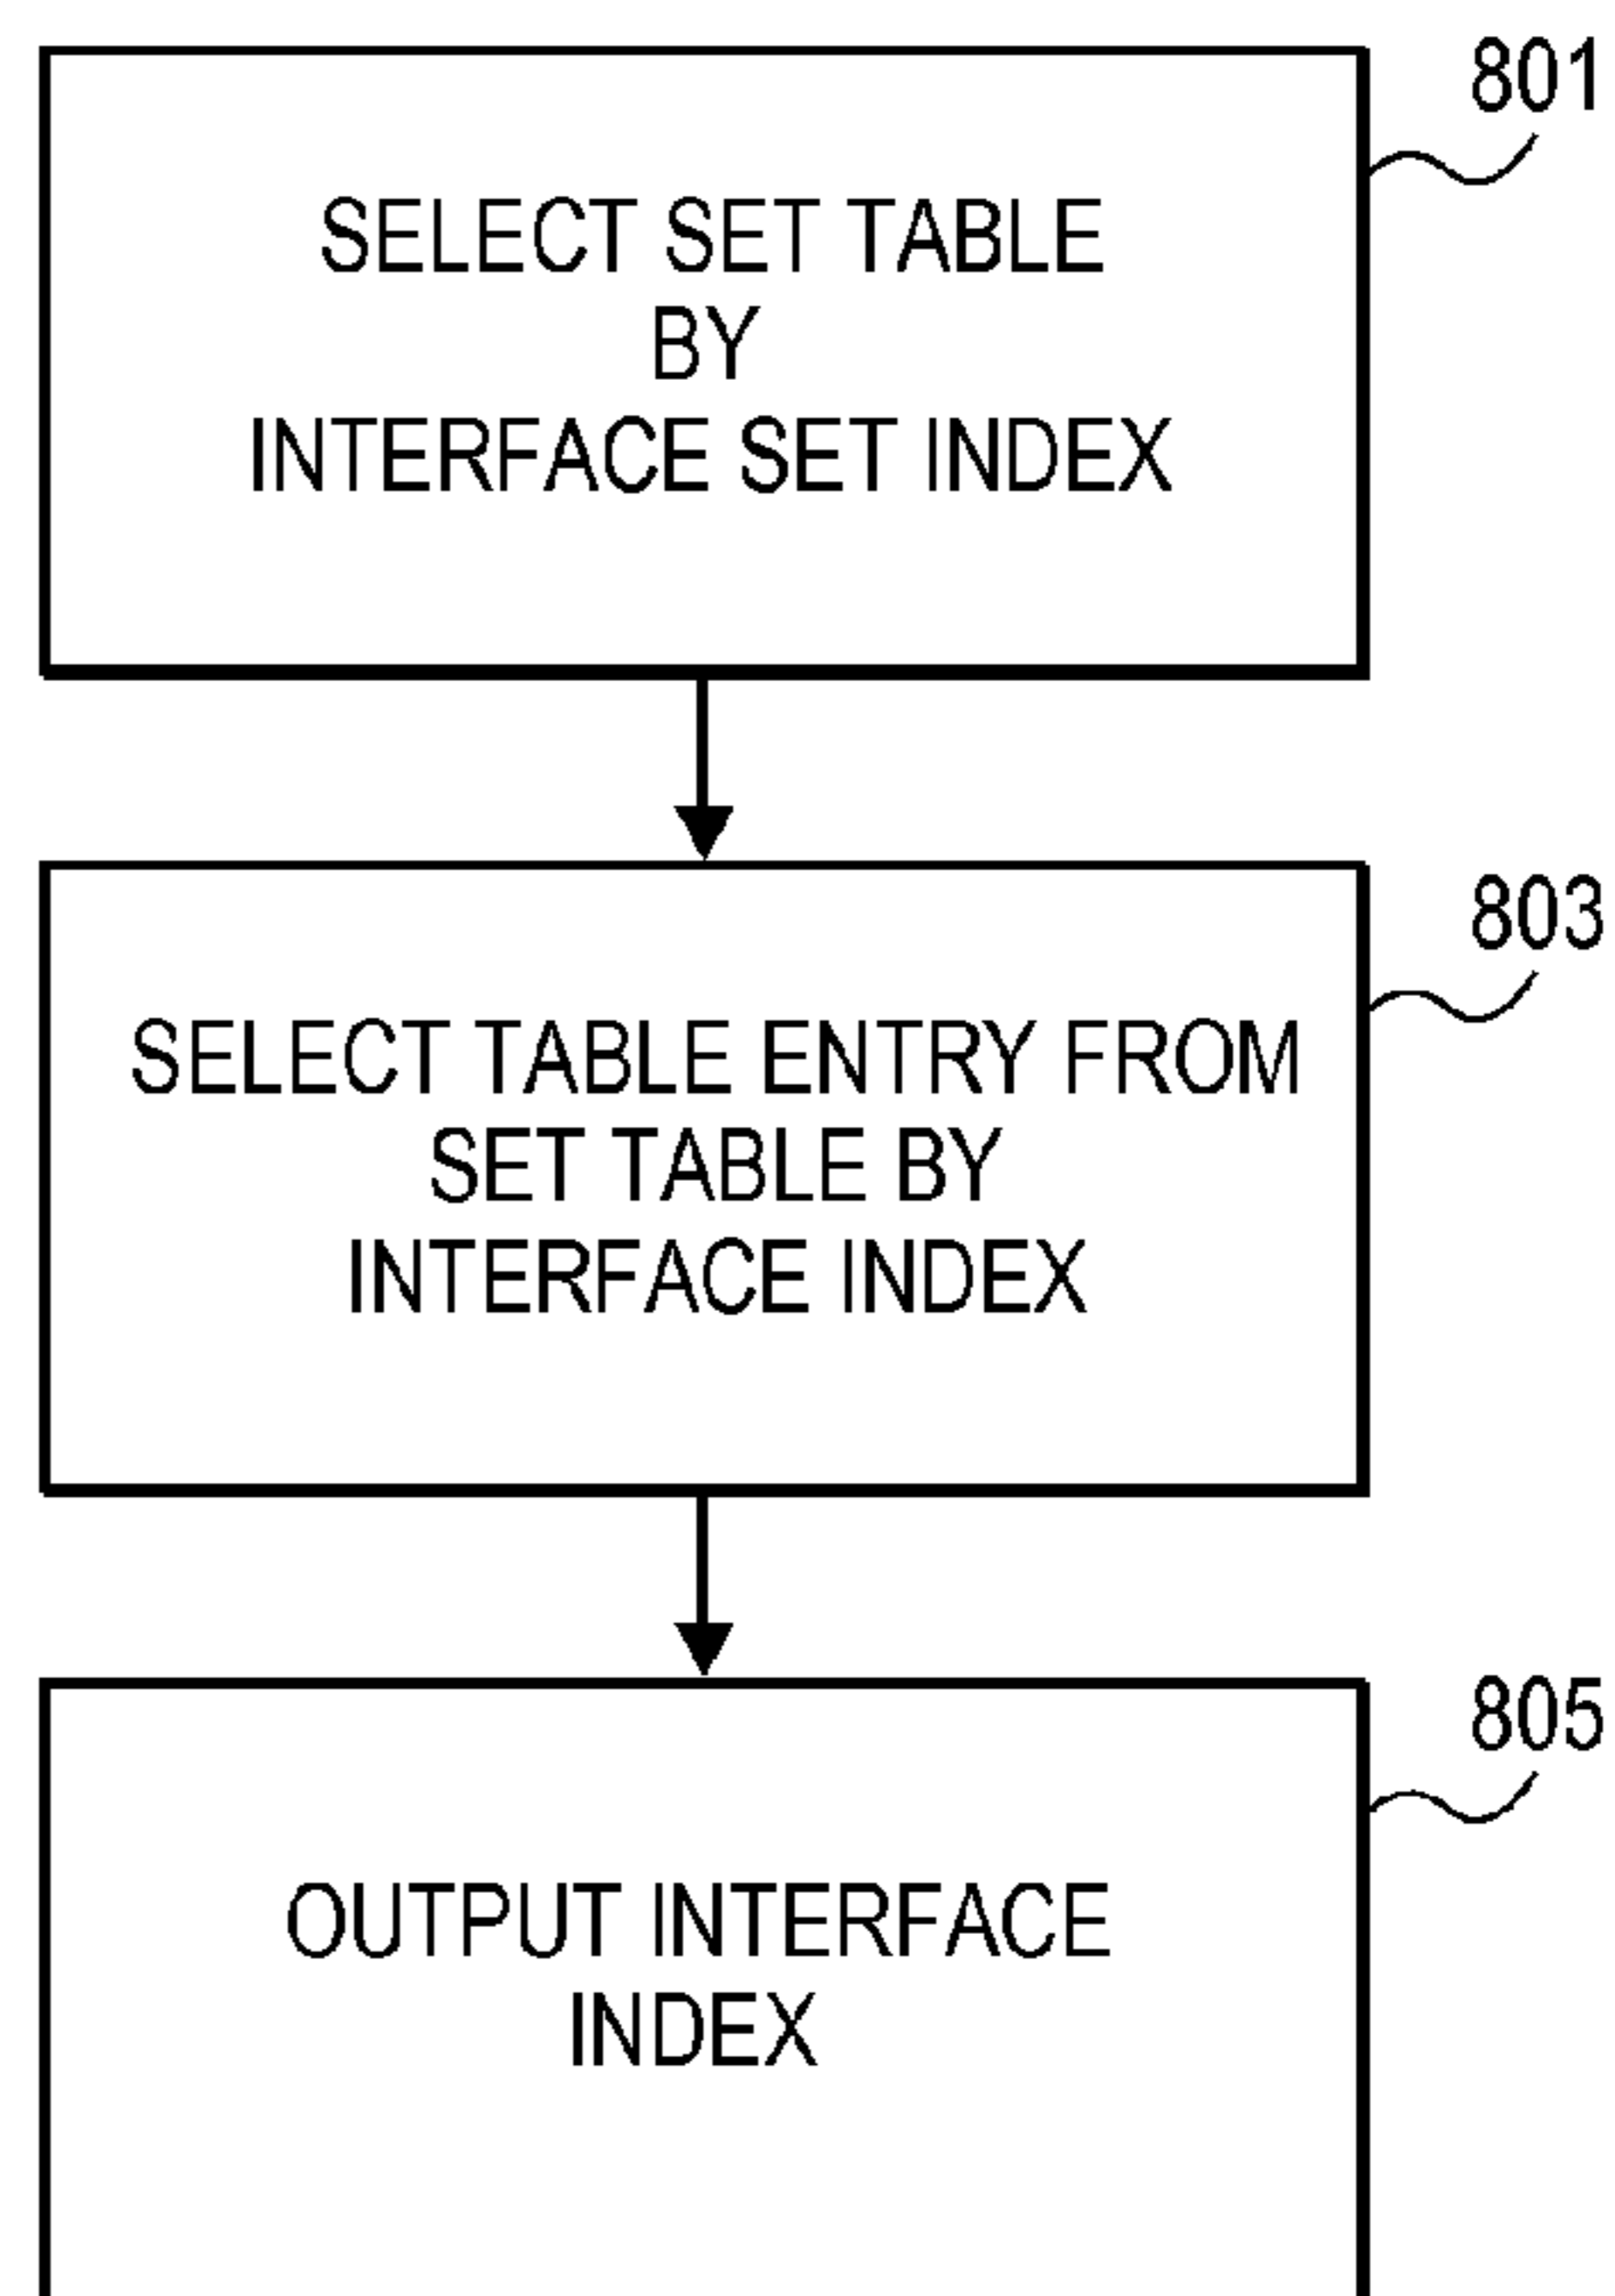 801
SELECT SET TABLE
BY
INTERFACE SET INDEX
803
SELECT TABLE ENTRY FROM
SET TABLE BY
INTERFACE INDEX
805
OUTPUT INTERFACE
INDEX